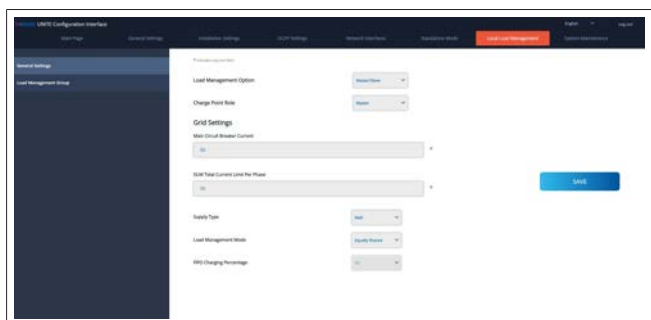 UNITE Configuration Interface
English
Log out
Main Page
General Settings
Installation Settings
OCPP Settings
Network Interfaces
Standalone Mode
Local Load Management
System Maintenance
General Settings
Load Management Group
Load Management Option
Master/Slave
Charge Point Role
Master
Grid Settings
Main Circuit Breaker Current
DLM Total Current Limit Per Phase
SAVE
Supply Type
Load Management Mode
Equally Shared
FIFO Charging Percentage